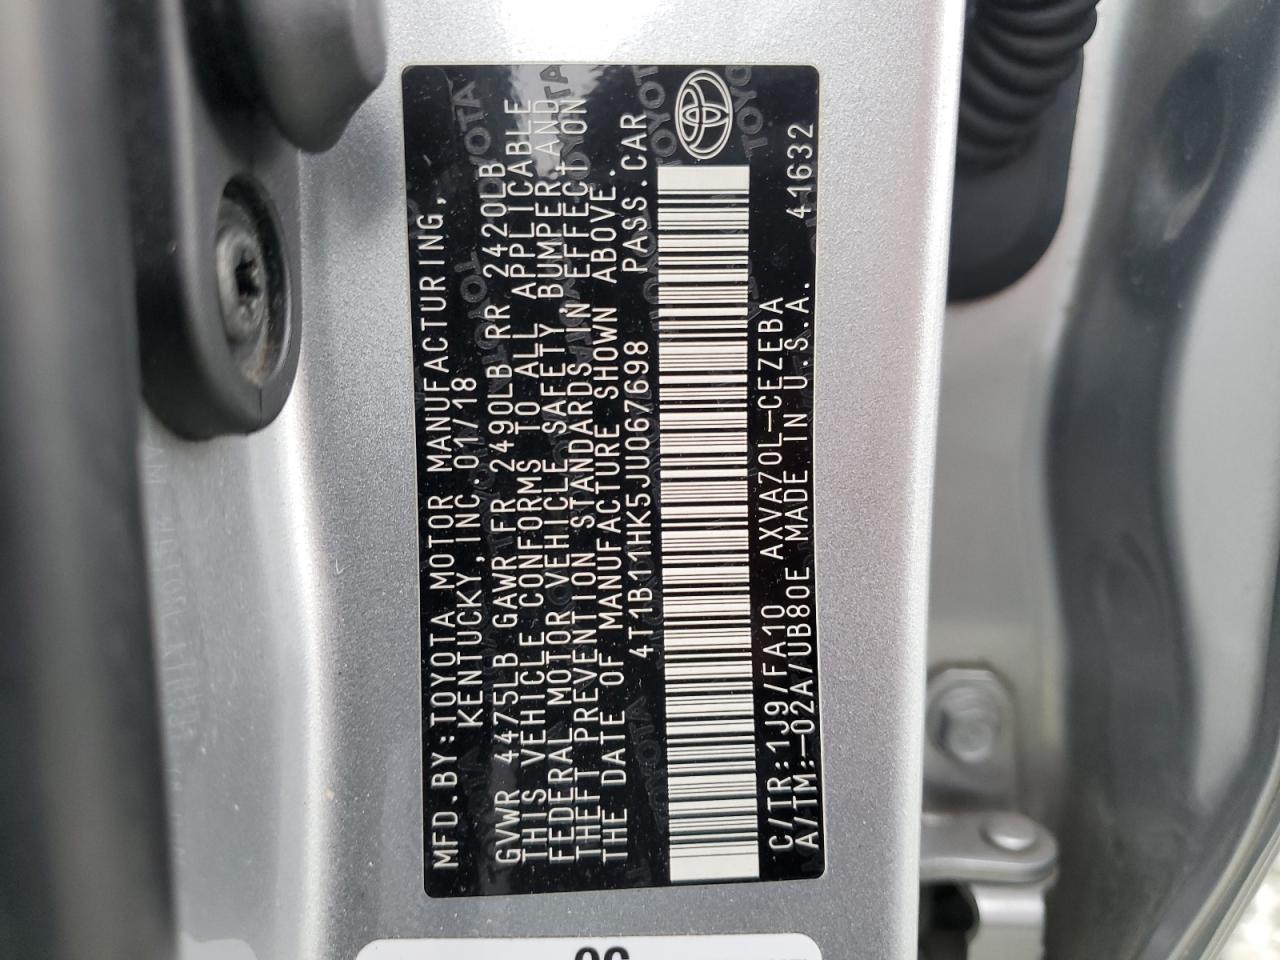 MFD.BY:TOYOTA MOTOR MANUFACTURING,
KENTUCKY,INC. 01/18
GVWR 4475LB GAWR FR 2490LB RR 2420LB
THIS VEHICLE CONFORMS TO ALL APPLICABLE
FEDERAL MOTOR VEHICLE SAFETY BUMPER, AND
THEFT PREVENTION STANDARDS IN EFFECT ON
THE DATE OF MANUFACTURE SHOWN ABOVE.
4T1B11HK5JU067698 PASS.CAR
C/TR:1J9/FA10 AXVA70L-CEZEBA
A/TM:-02A/UB80E MADE IN U.S.A. 41632